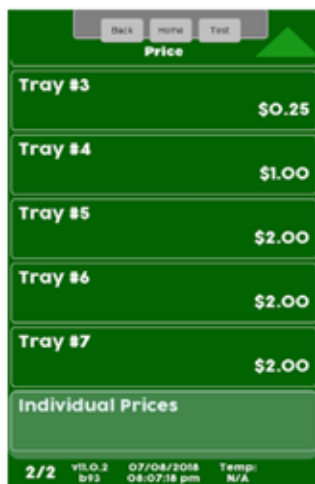 Back Home Test
Price
Tray #3
$0.25
Tray #4
$1.00
Tray #5
$2.00
Tray #6
$2.00
Tray #7
$2.00
Individual Prices
2/2 v11.0.2 07/08/2018 Temp:
b93 08:07:18 pm N/A